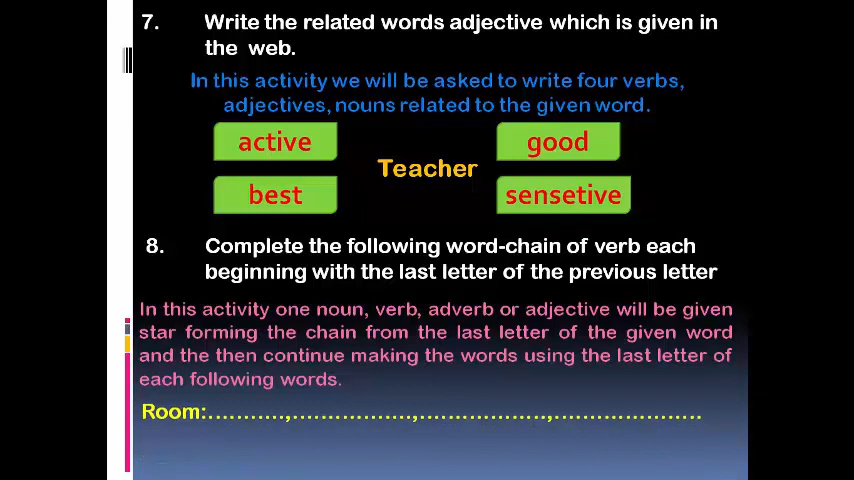 7. Write the related words adjective which is given in
the web.
In this activity we will be asked to write four verbs,
adjectives, nouns related to the given word.
active good
Teacher
best sensetive
8. Complete the following word-chain of verb each
beginning with the last letter of the previous letter
In this activity one noun, verb, adverb or adjective will be given
star forming the chain from the last letter of the given word
and the then continue making the words using the last letter of
each following words.
Room:...........,.................,..................,.....................